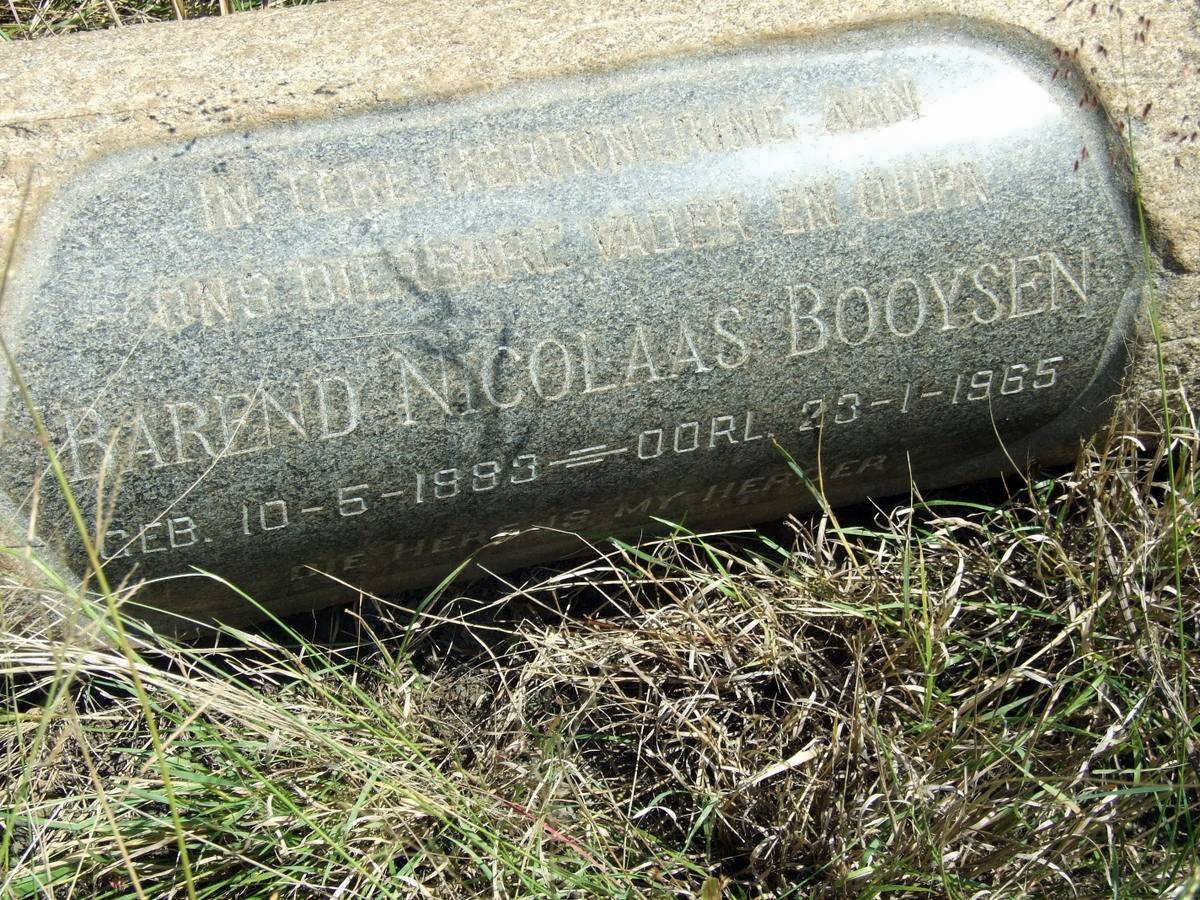 IN TERE HERINNERING AAN
ONS DIERBARE VADER EN OUPA
BAREND NICOLAAS BOOYSEN
GEB. 10-5-1883 = OORL. 23-1-1965
DIE HERE IS MY HERDER